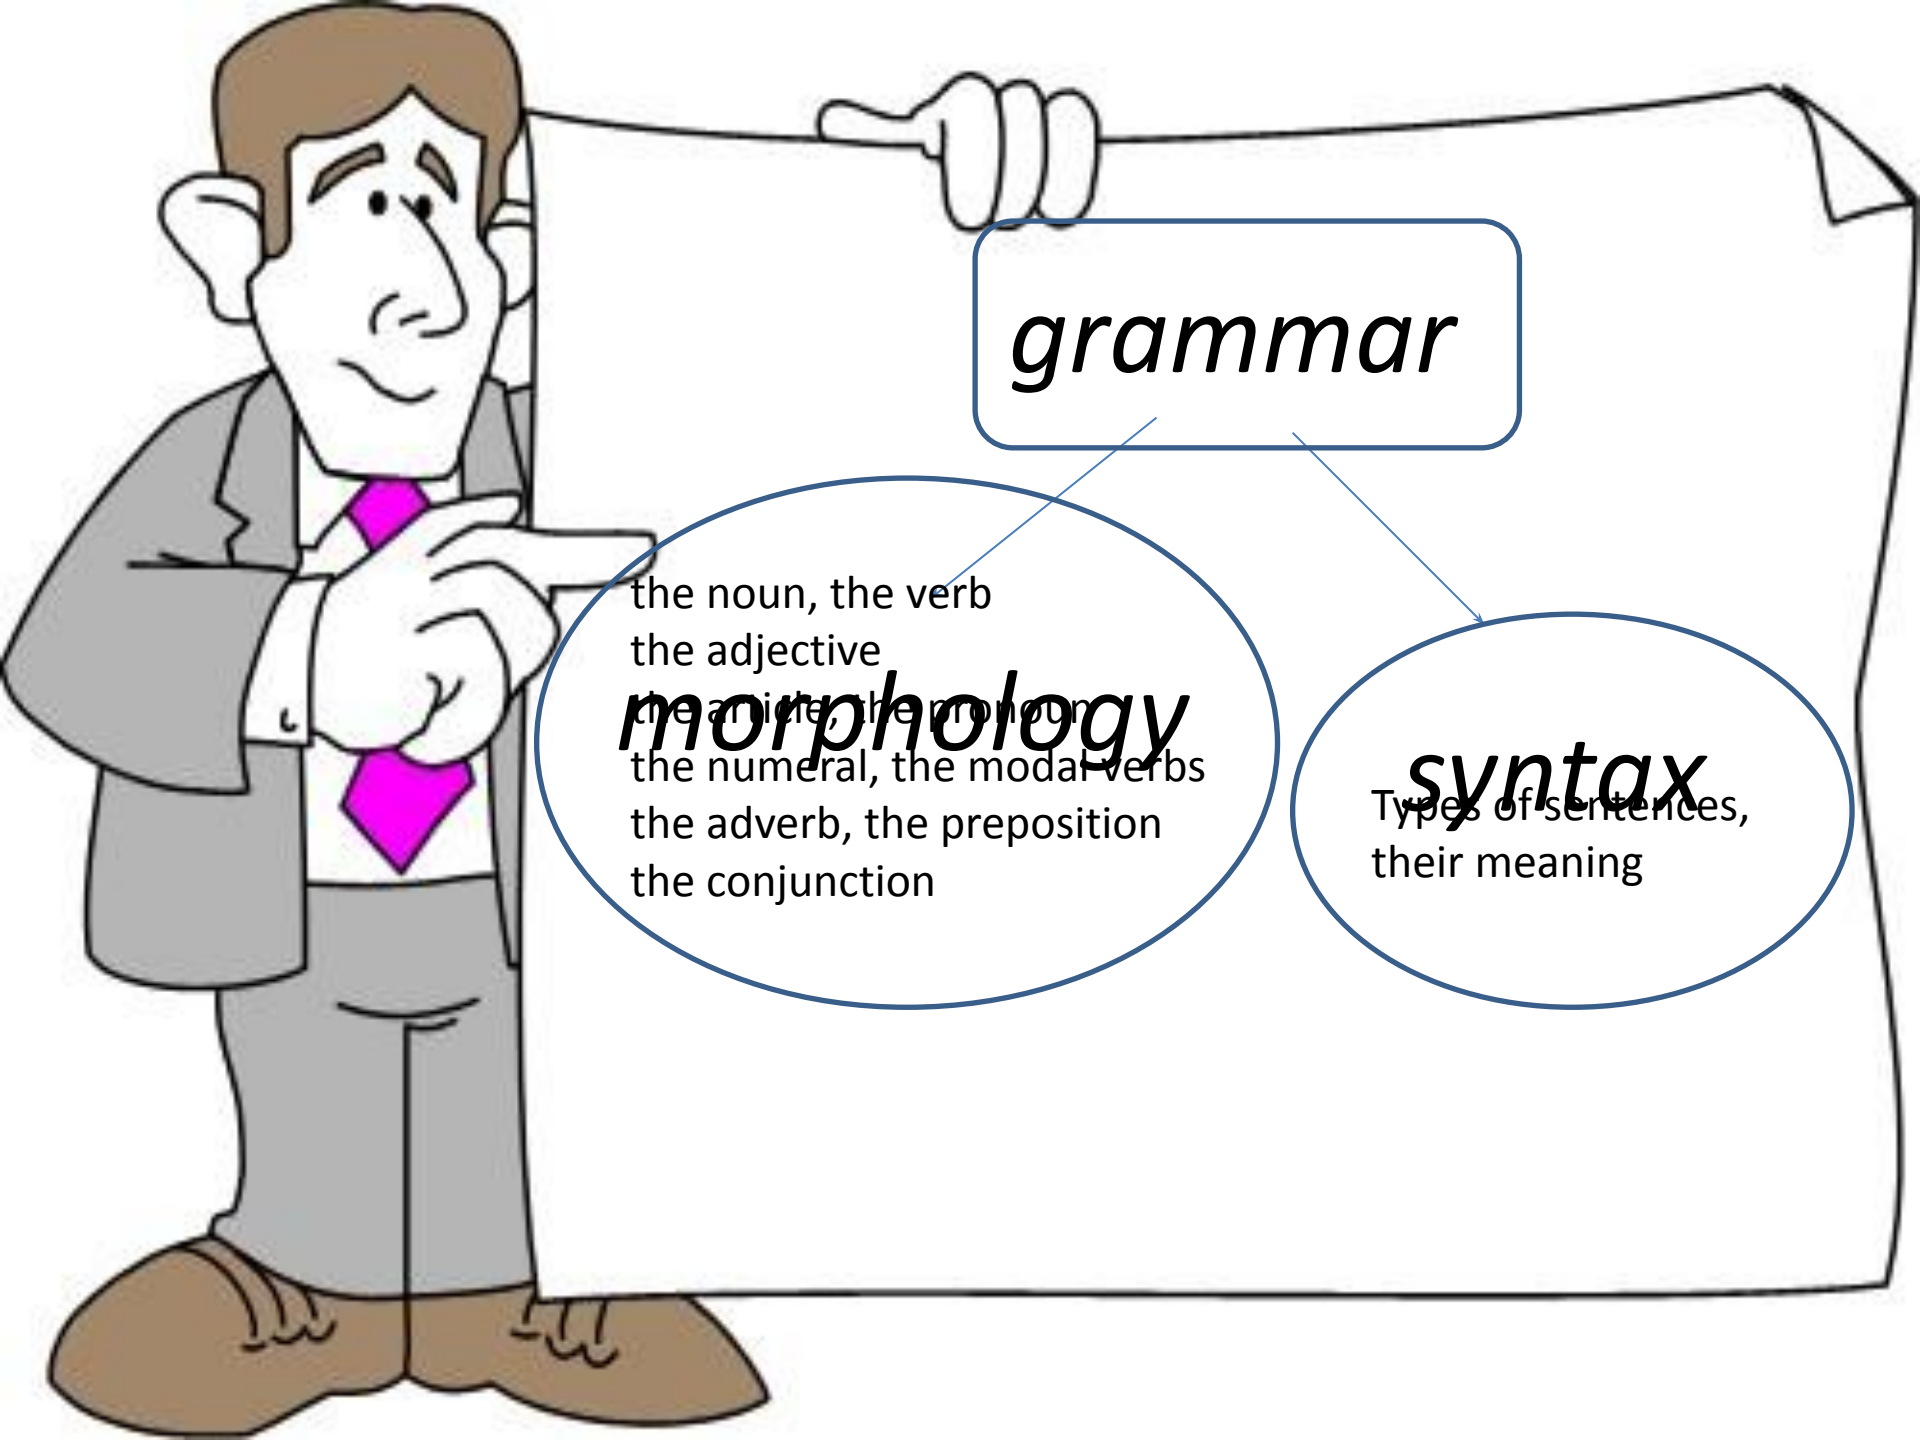 grammar
the noun, the verb
the adjective
the article, the pronoun
morphology
the numeral, the modal verbs
the adverb, the preposition
the conjunction
syntax
Types of sentences,
their meaning